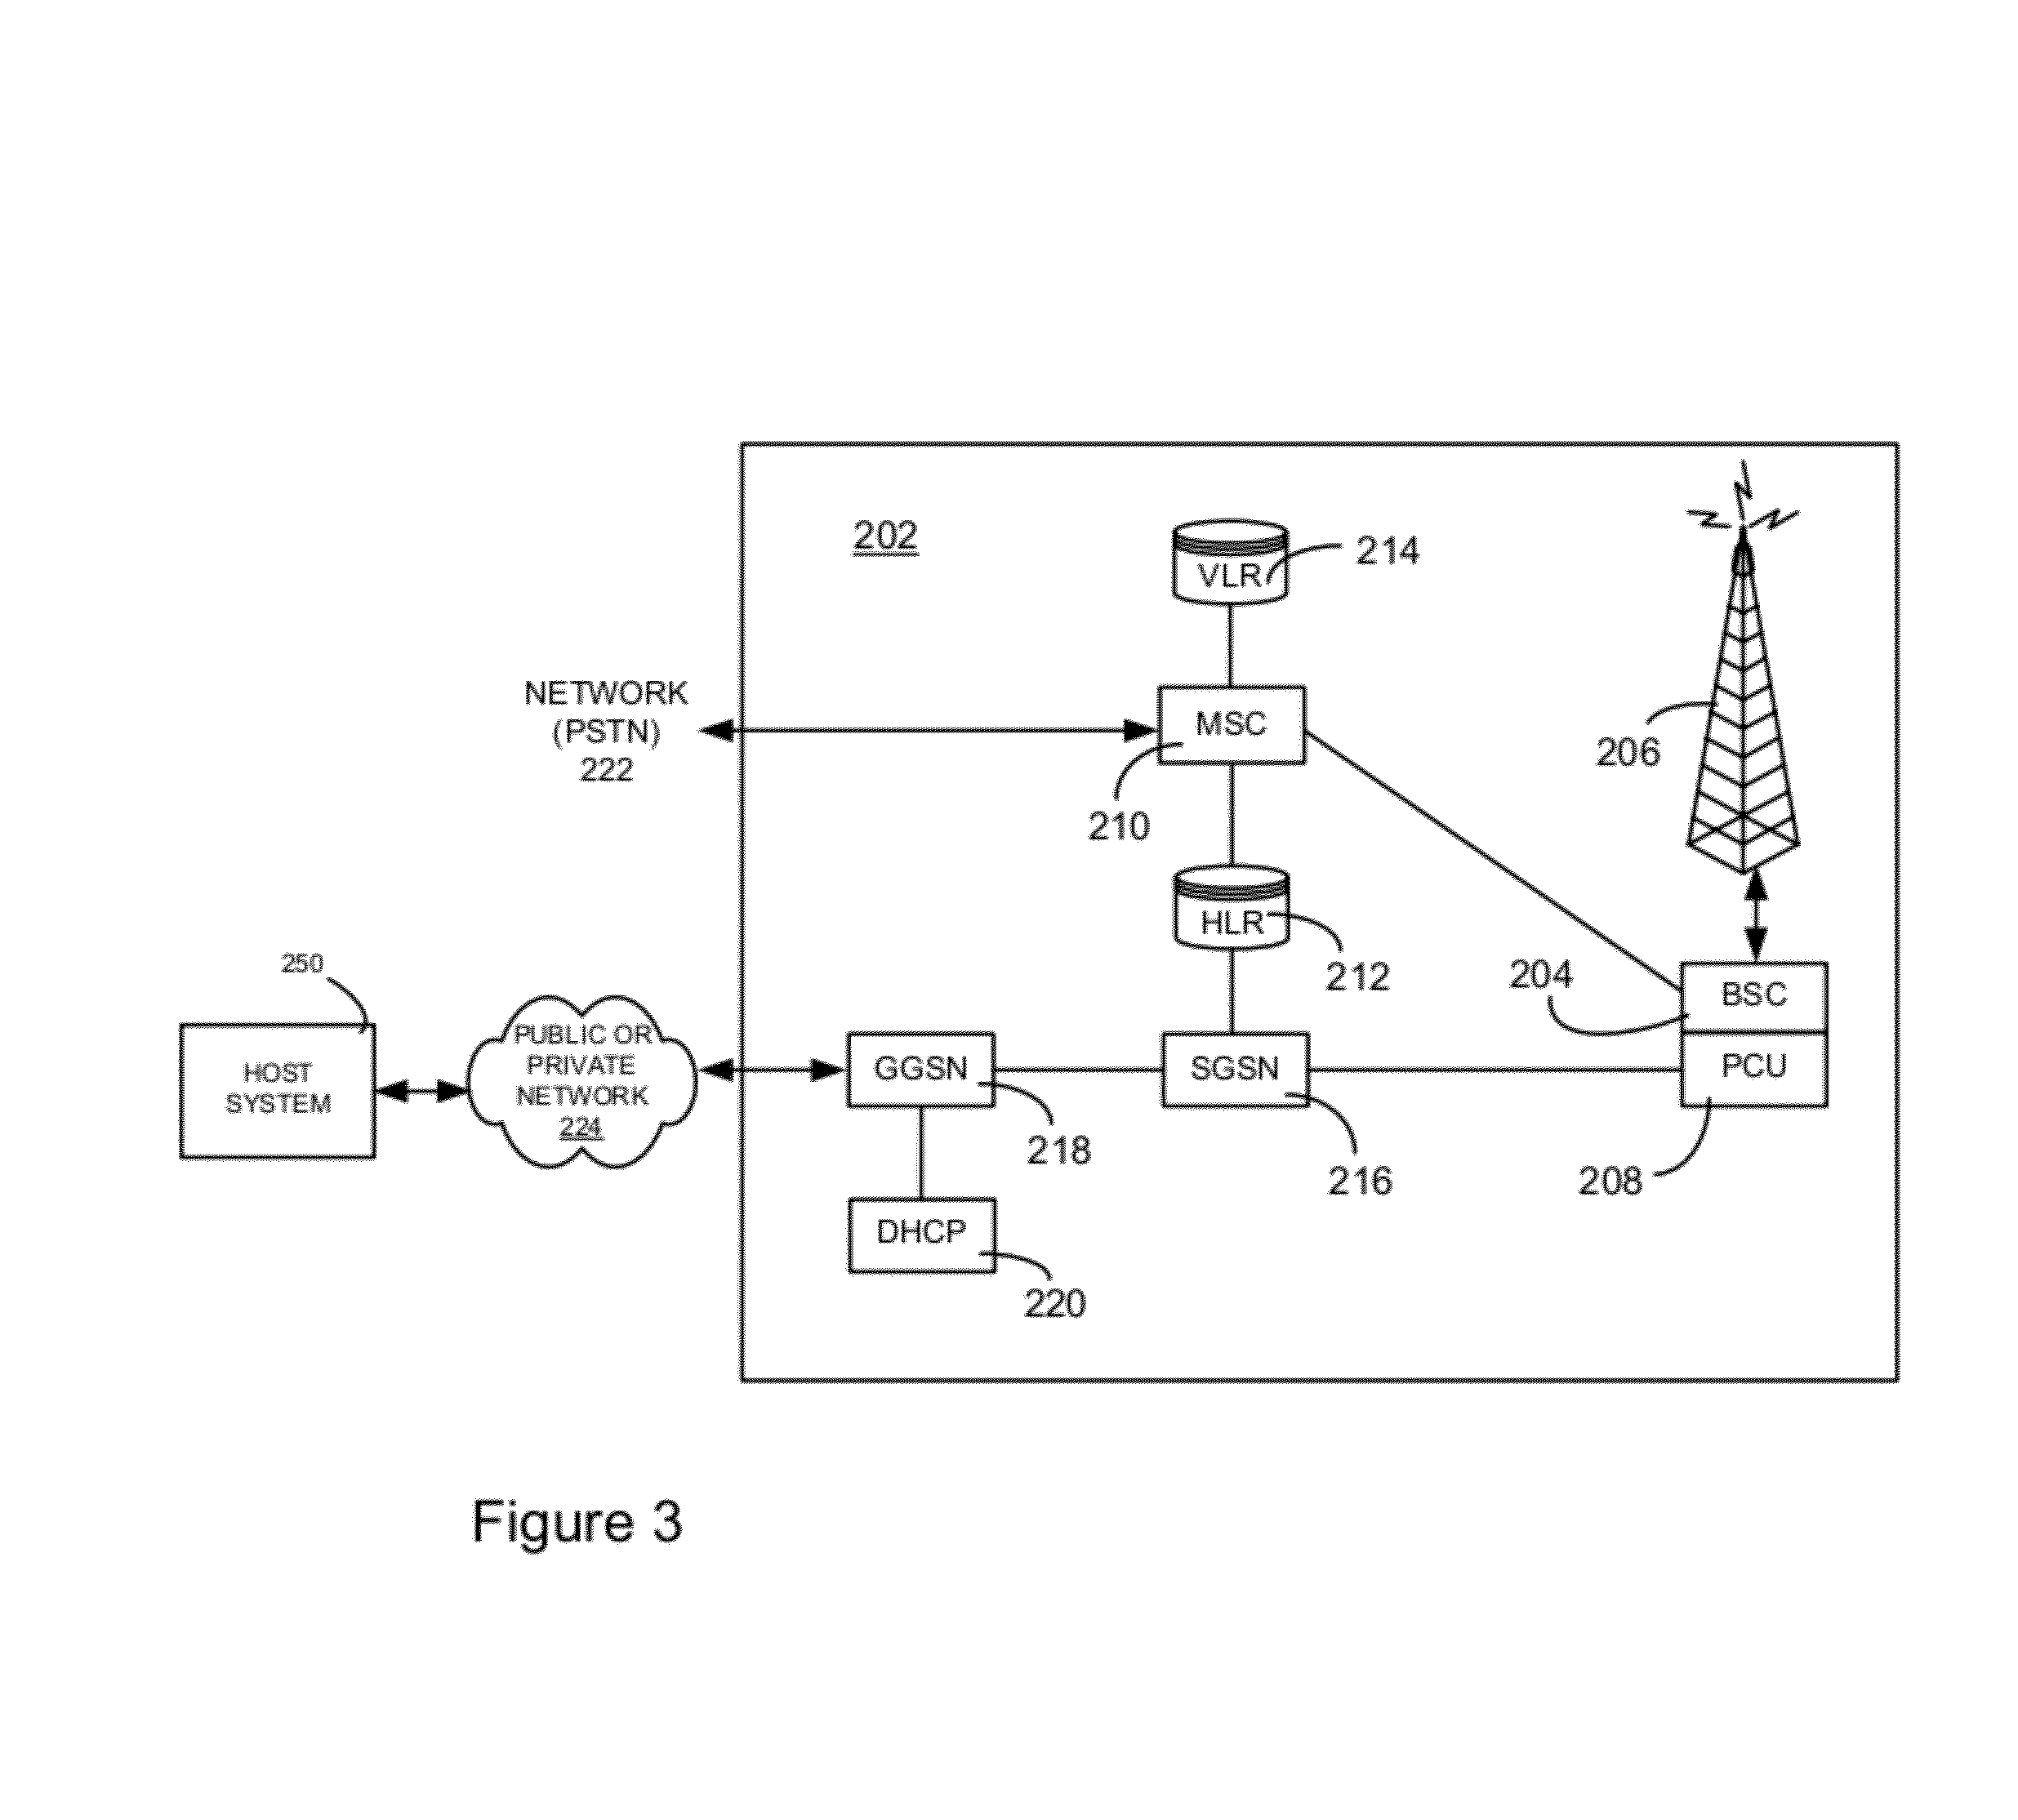 202
VLR
214
NETWORK
(PSTN)
222
MSC
206
210
HLR
212
250
204
BSC
HOST
SYSTEM
PUBLIC OR
PRIVATE
NETWORK
224
GGSN
SGSN
PCU
218
216
208
DHCP
220
Figure 3